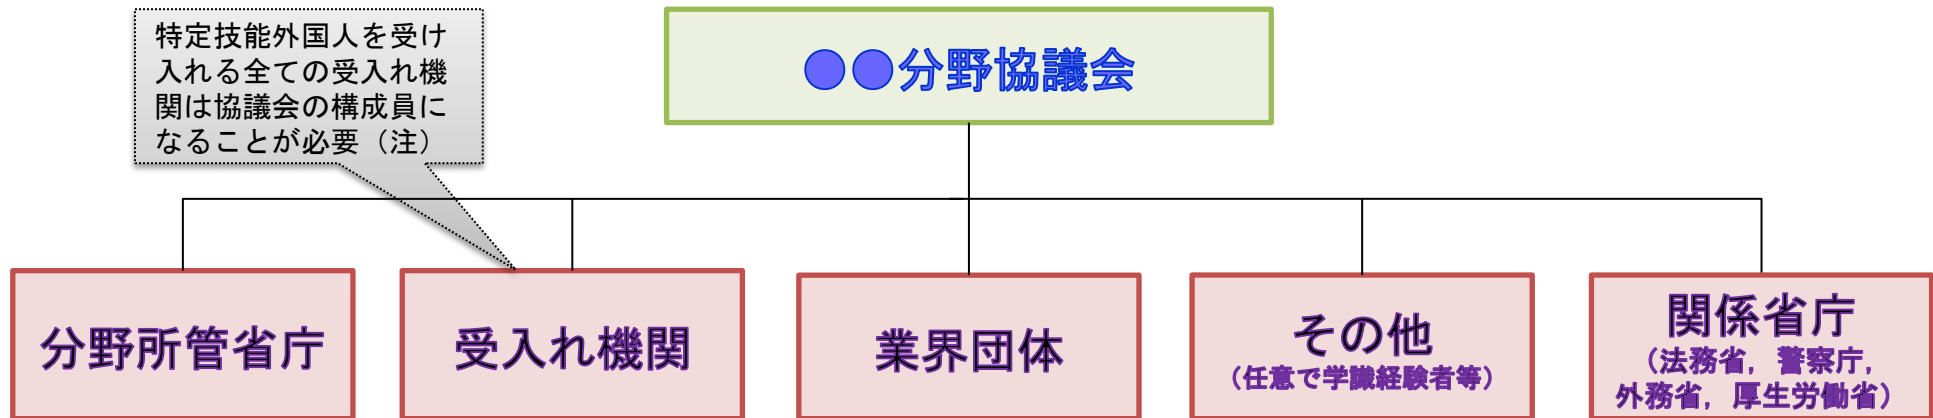 特定技能外国人を受け
入れる全ての受入れ機
関は協議会の構成員に
なることが必要（注）
●●分野協議会
分野所管省庁
受入れ機関
業界団体
その他
（任意で学識経験者等）
関係省庁
（法務省，警察庁，
外務省，厚生労働省）